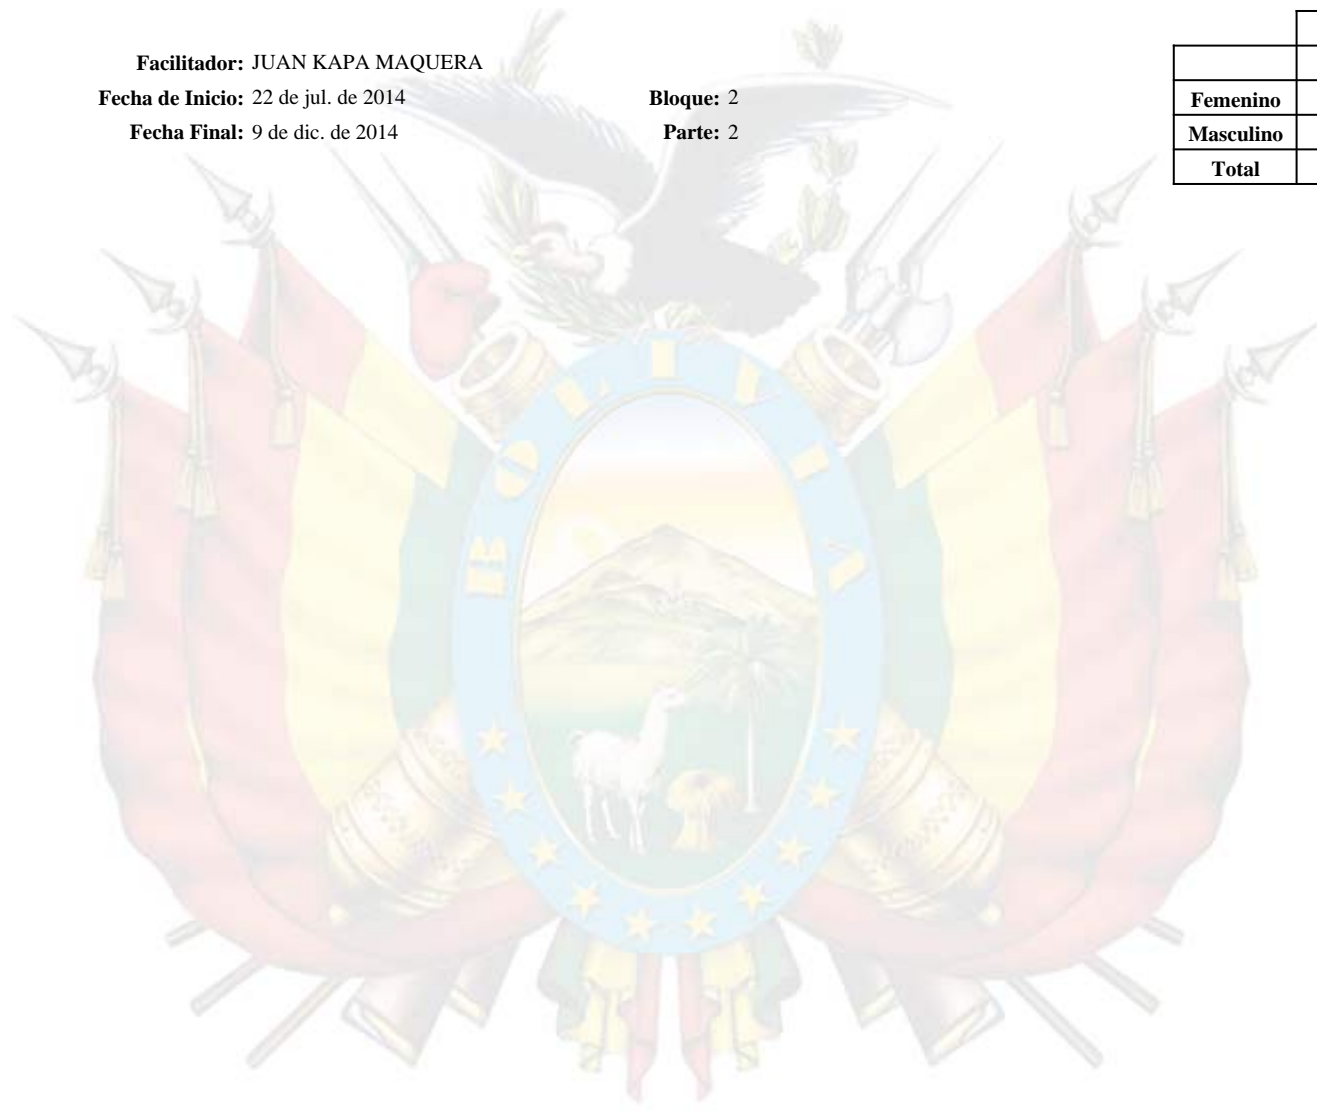 Facilitador: JUAN KAPA MAQUERA
Fecha de Inicio: 22 de jul. de 2014 Bloque: 2
Fecha Final: 9 de dic. de 2014 Parte: 2
Femenino
Masculino
Total
BOLIVIA